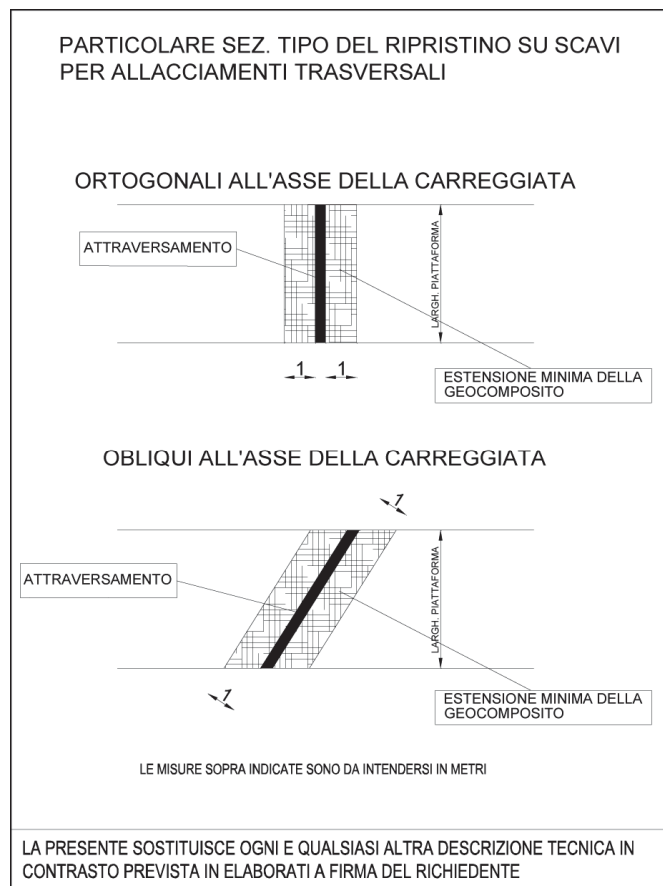 PARTICOLARE SEZ. TIPO DEL RIPRISTINO SU SCAVI
PER ALLACCIAMENTI TRASVERSALI
ORTOGONALI ALL'ASSE DELLA CARREGGIATA
ATTRAVERSAMENTO
LARGH. PIATTAFORMA
1
1
ESTENSIONE MINIMA DELLA
GEOCOMPOSITO
OBLIQUI ALL'ASSE DELLA CARREGGIATA
1
ATTRAVERSAMENTO
LARGH. PIATTAFORMA
1
ESTENSIONE MINIMA DELLA
GEOCOMPOSITO
LE MISURE SOPRA INDICATE SONO DA INTENDERSI IN METRI
LA PRESENTE SOSTITUISCE OGNI E QUALSIASI ALTRA DESCRIZIONE TECNICA IN
CONTRASTO PREVISTA IN ELABORATI A FIRMA DEL RICHIEDENTE